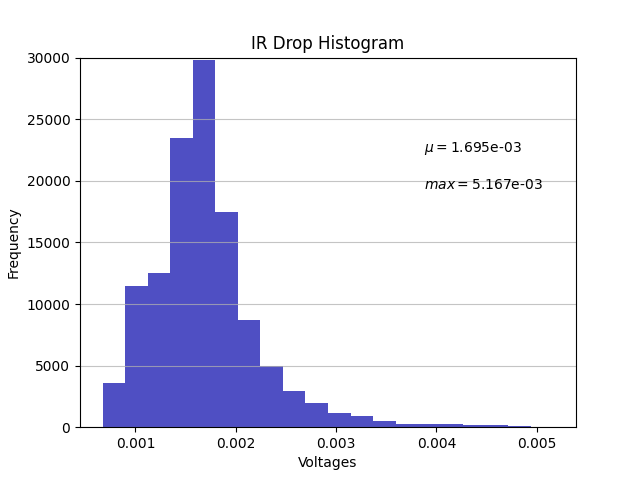 IR Drop Histogram
30000
25000
20000
15000
10000
5000
0
Frequency
μ = 1.695e-03
max = 5.167e-03
0.001 0.002 0.003 0.004 0.005
Voltages